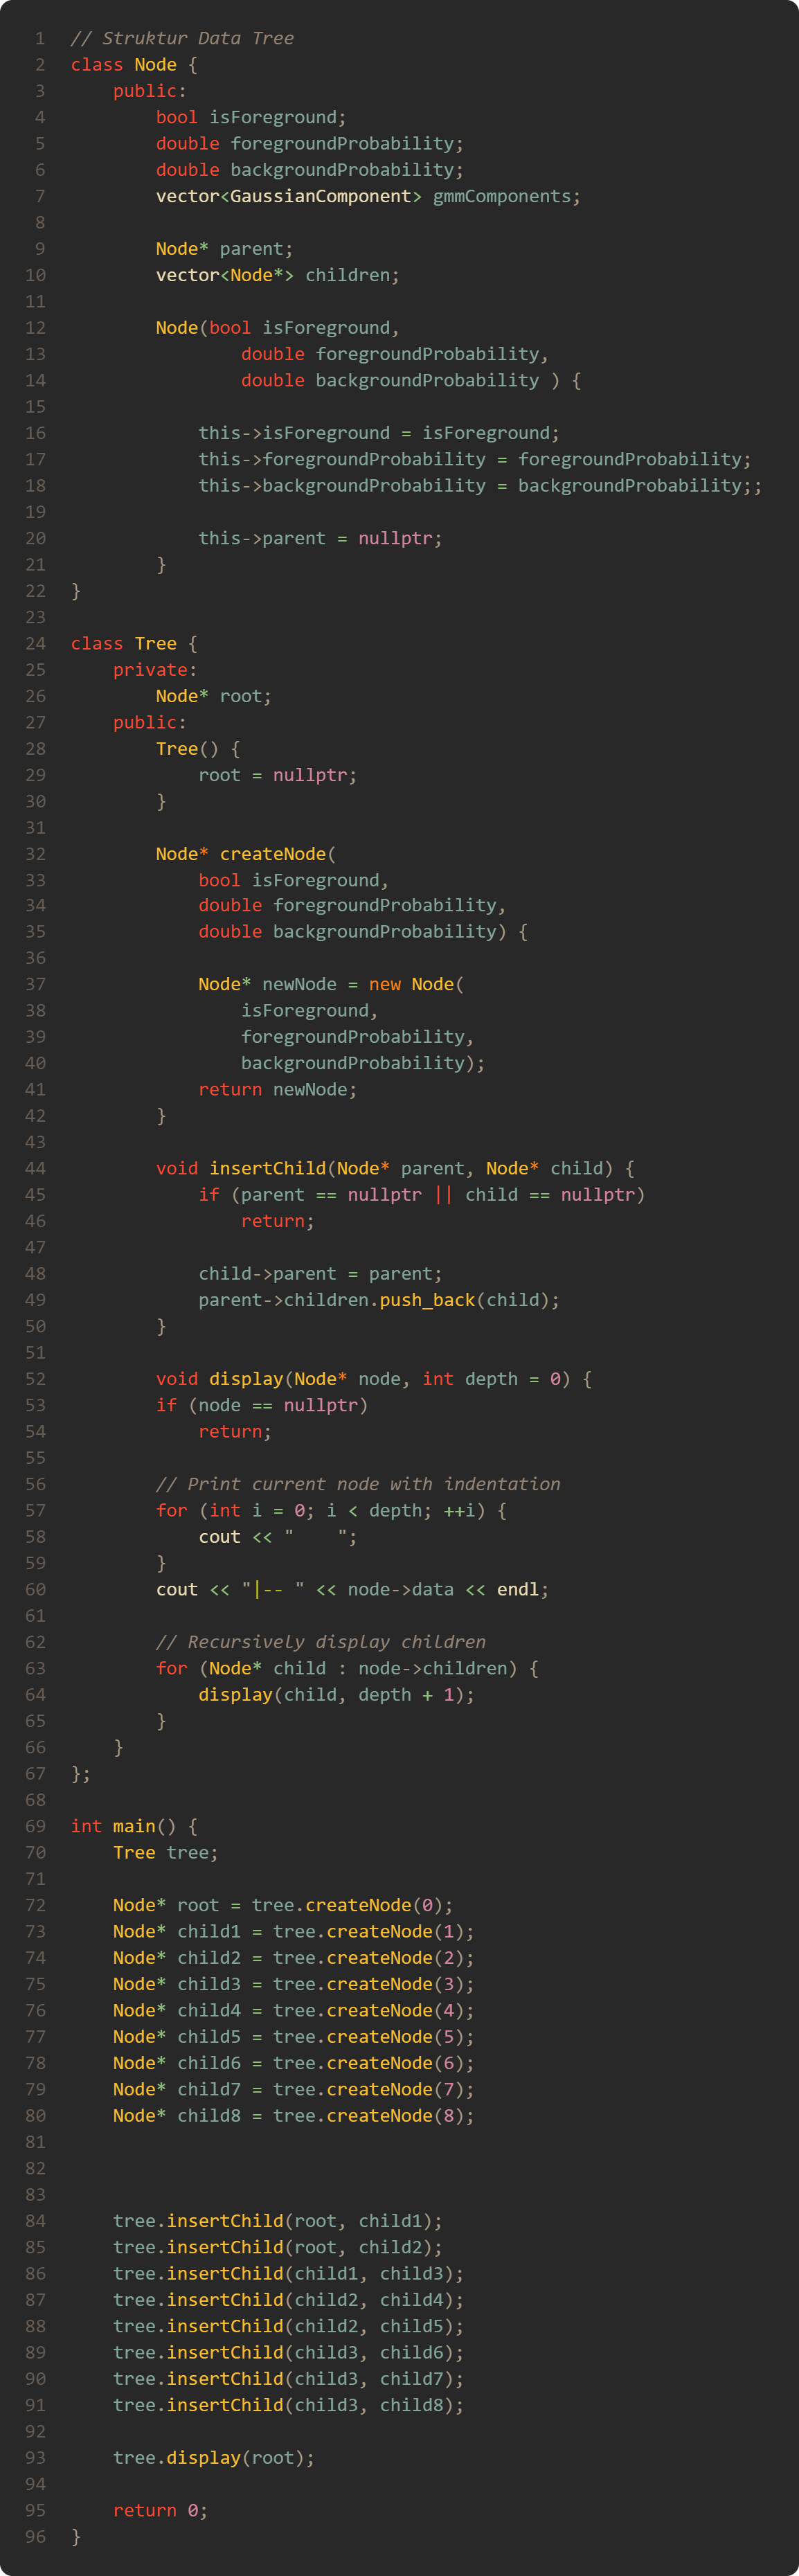 1 // Struktur Data Tree
2 class Node {
3     public:
4         bool isForeground;
5         double foregroundProbability;
6         double backgroundProbability;
7         vector<GaussianComponent> gmmComponents;
8
9         Node* parent;
10         vector<Node*> children;
11
12         Node(bool isForeground,
13                 double foregroundProbability,
14                 double backgroundProbability ) {
15
16             this->isForeground = isForeground;
17             this->foregroundProbability = foregroundProbability;
18             this->backgroundProbability = backgroundProbability;;
19
20             this->parent = nullptr;
21         }
22 }
23
24 class Tree {
25     private:
26         Node* root;
27     public:
28         Tree() {
29             root = nullptr;
30         }
31
32         Node* createNode(
33             bool isForeground,
34             double foregroundProbability,
35             double backgroundProbability) {
36
37             Node* newNode = new Node(
38                 isForeground,
39                 foregroundProbability,
40                 backgroundProbability);
41             return newNode;
42         }
43
44         void insertChild(Node* parent, Node* child) {
45             if (parent == nullptr || child == nullptr)
46                 return;
47
48             child->parent = parent;
49             parent->children.push_back(child);
50         }
51
52         void display(Node* node, int depth = 0) {
53         if (node == nullptr)
54             return;
55
56         // Print current node with indentation
57         for (int i = 0; i < depth; ++i) {
58             cout << "    ";
59         }
60         cout << "|-- " << node->data << endl;
61
62         // Recursively display children
63         for (Node* child : node->children) {
64             display(child, depth + 1);
65         }
66     }
67 };
68
69 int main() {
70     Tree tree;
71
72     Node* root = tree.createNode(0);
73     Node* child1 = tree.createNode(1);
74     Node* child2 = tree.createNode(2);
75     Node* child3 = tree.createNode(3);
76     Node* child4 = tree.createNode(4);
77     Node* child5 = tree.createNode(5);
78     Node* child6 = tree.createNode(6);
79     Node* child7 = tree.createNode(7);
80     Node* child8 = tree.createNode(8);
81
82
83
84     tree.insertChild(root, child1);
85     tree.insertChild(root, child2);
86     tree.insertChild(child1, child3);
87     tree.insertChild(child2, child4);
88     tree.insertChild(child2, child5);
89     tree.insertChild(child3, child6);
90     tree.insertChild(child3, child7);
91     tree.insertChild(child3, child8);
92
93     tree.display(root);
94
95     return 0;
96 }